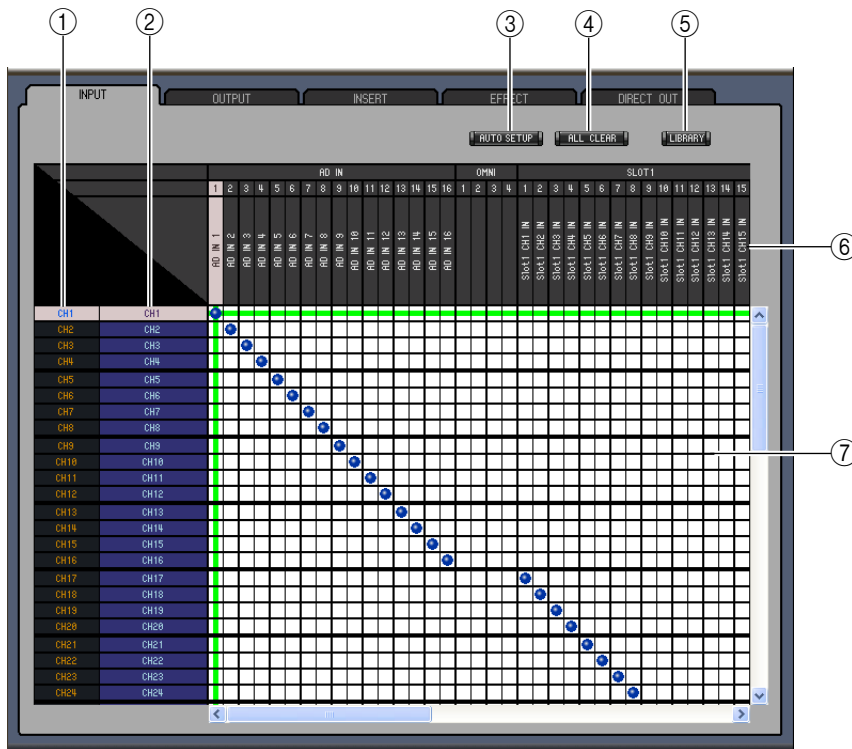 ① ② ③ ④ ⑤
INPUT OUTPUT INSERT EFFECT DIRECT OUT
AUTO SETUP ALL CLEAR LIBRARY
AD IN OMNI SLOT1
1 2 3 4 5 6 7 8 9 10 11 12 13 14 15 16 1 2 3 4 1 2 3 4 5 6 7 8 9 10 11 12 13 14 15
AD IN 1
AD IN 2
AD IN 3
AD IN 4
AD IN 5
AD IN 6
AD IN 7
AD IN 8
AD IN 9
AD IN 10
AD IN 11
AD IN 12
AD IN 13
AD IN 14
AD IN 15
AD IN 16
Slot1 CH1 IN
Slot1 CH2 IN
Slot1 CH3 IN
Slot1 CH4 IN
Slot1 CH5 IN
Slot1 CH6 IN
Slot1 CH7 IN
Slot1 CH8 IN
Slot1 CH9 IN
Slot1 CH10 IN
Slot1 CH11 IN
Slot1 CH12 IN
Slot1 CH13 IN
Slot1 CH14 IN
Slot1 CH15 IN
⑥
CH1 CH1
CH2 CH2
CH3 CH3
CH4 CH4
CH5 CH5
CH6 CH6
CH7 CH7
CH8 CH8
CH9 CH9
⑦
CH10 CH10
CH11 CH11
CH12 CH12
CH13 CH13
CH14 CH14
CH15 CH15
CH16 CH16
CH17 CH17
CH18 CH18
CH19 CH19
CH20 CH20
CH21 CH21
CH22 CH22
CH23 CH23
CH24 CH24